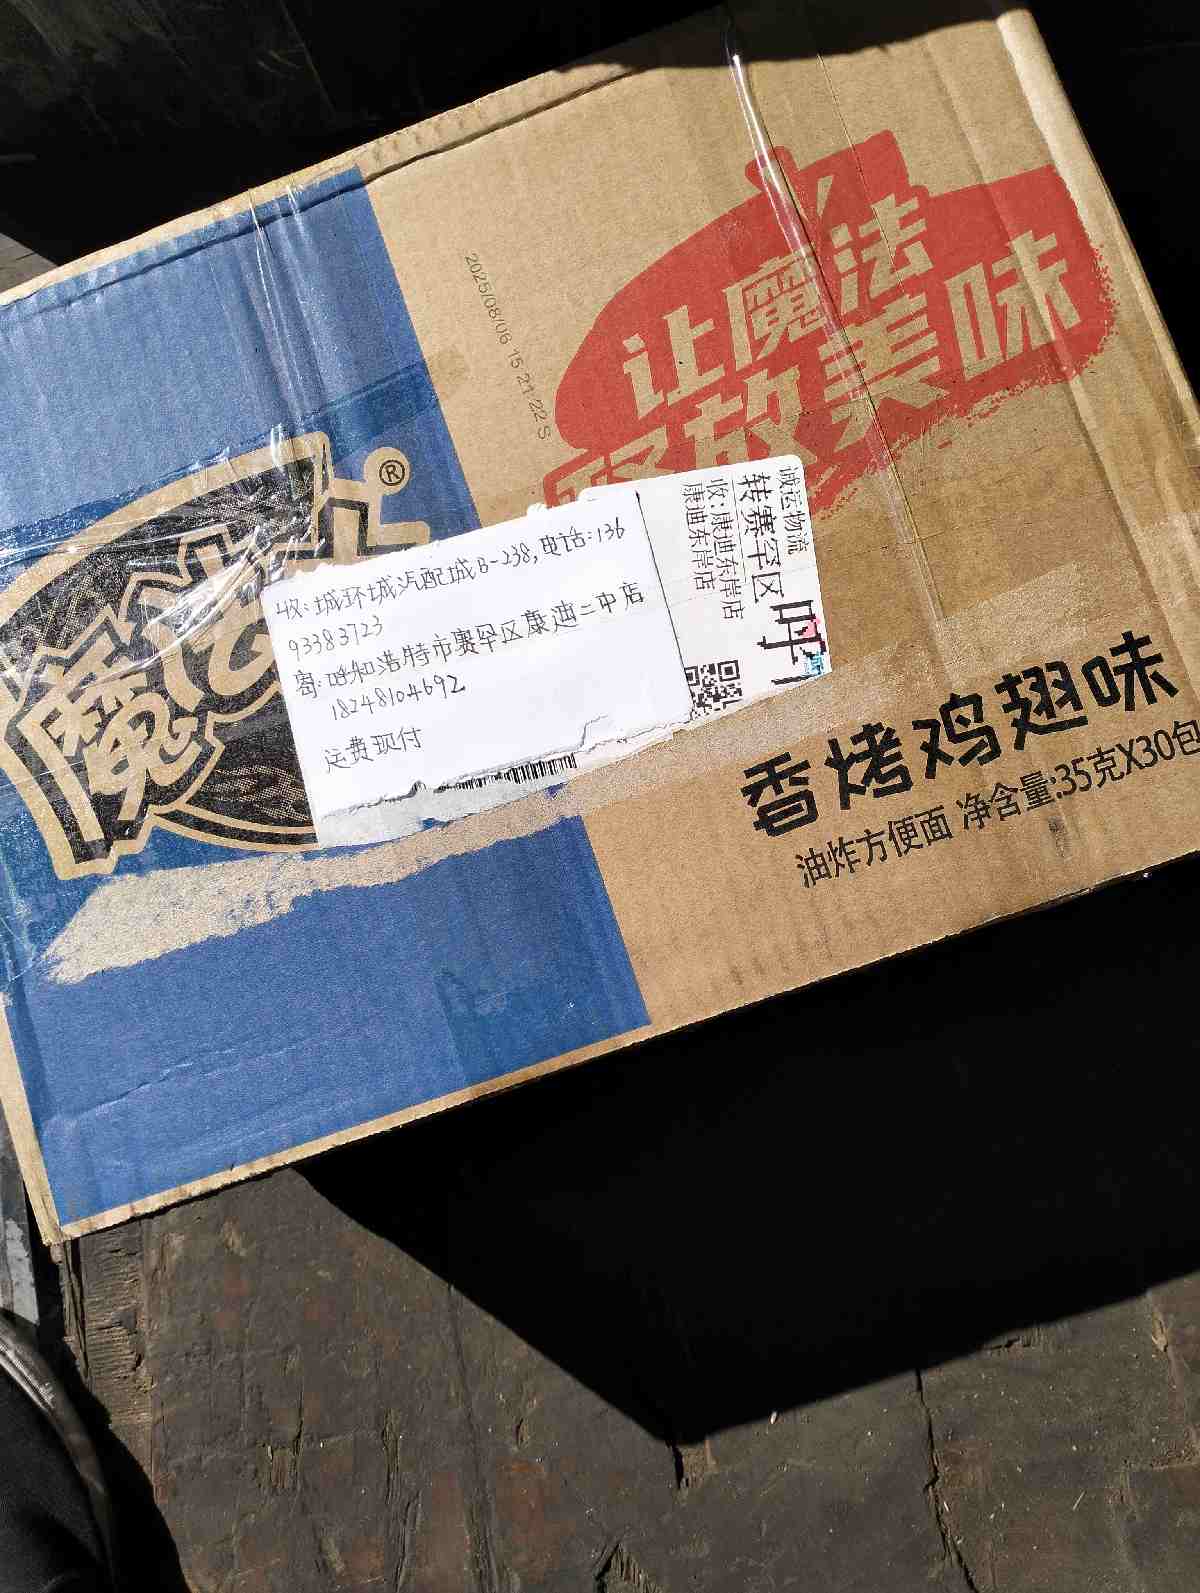 2025/08/06 15 21 22 S
让魔法
释放美味
®
魔法士
收:城环城汽配城B-238,电话:136
93383723
寄:呼和浩特市赛罕区康迪二中店
18248104692
运费现付
诚运物流
转赛罕区
收:康迪东岸店
康迪东岸店
呼
香烤鸡翅味
油炸方便面 净含量:35克X30包